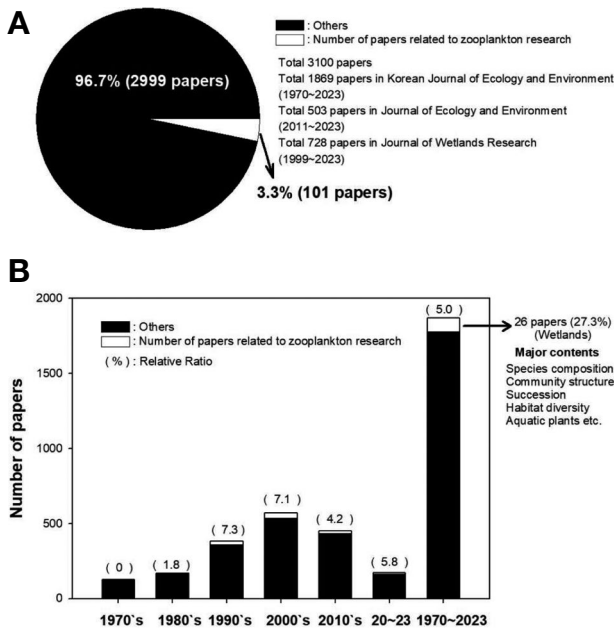 A
: Others
: Number of papers related to zooplankton research
96.7% (2999 papers)
Total 3100 papers
Total 1869 papers in Korean Journal of Ecology and Environment
(1970~2023)
Total 503 papers in Journal of Ecology and Environment
(2011~2023)
Total 728 papers in Journal of Wetlands Research
(1999~2023)
3.3% (101 papers)
B
2000
1500
1000
500
0
Number of papers
: Others
: Number of papers related to zooplankton research
( % ) : Relative Ratio
( 0 )
( 1.8 )
( 7.3 )
( 7.1 )
( 4.2 )
( 5.8 )
( 5.0 )
26 papers (27.3%)
(Wetlands)
Major contents
Species composition
Community structure
Succession
Habitat diversity
Aquatic plants etc.
1970`s 1980`s 1990`s 2000`s 2010`s 20~23 1970~2023